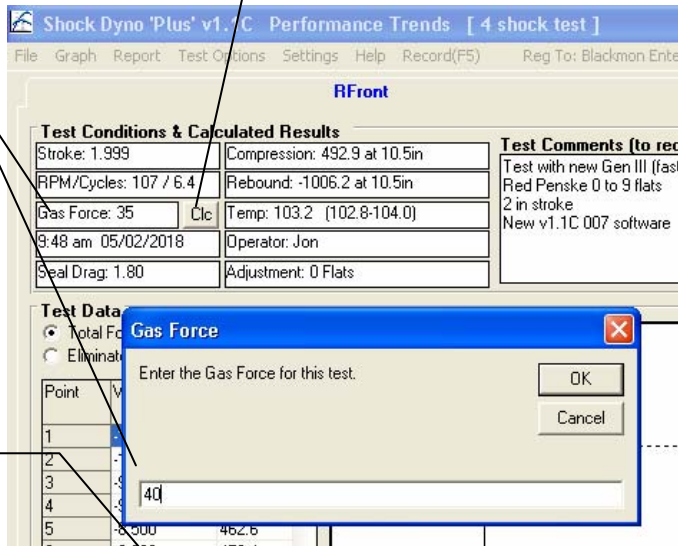 Shock Dyno 'Plus' v1.1C Performance Trends [ 4 shock test ]
File Graph Report Test Options Settings Help Record(F5) Reg To: Blackmon Ente
RFront
Test Conditions & Calculated Results
Test Comments (to rec
Stroke: 1.999
Compression: 492.9 at 10.5in
Test with new Gen III (fast
RPM/Cycles: 107 / 6.4
Rebound: -1006.2 at 10.5in
Red Penske 0 to 9 flats
2 in stroke
Gas Force: 35
Clc
Temp: 103.2 (102.8-104.0)
New v1.1C 007 software
9:48 am 05/02/2018
Operator: Jon
Seal Drag: 1.80
Adjustment: 0 Flats
Test Data
Total Fo
Gas Force
Eliminat
Enter the Gas Force for this test.
OK
Cancel
Point
1
2
3
4
40
5
-8.500
462.6